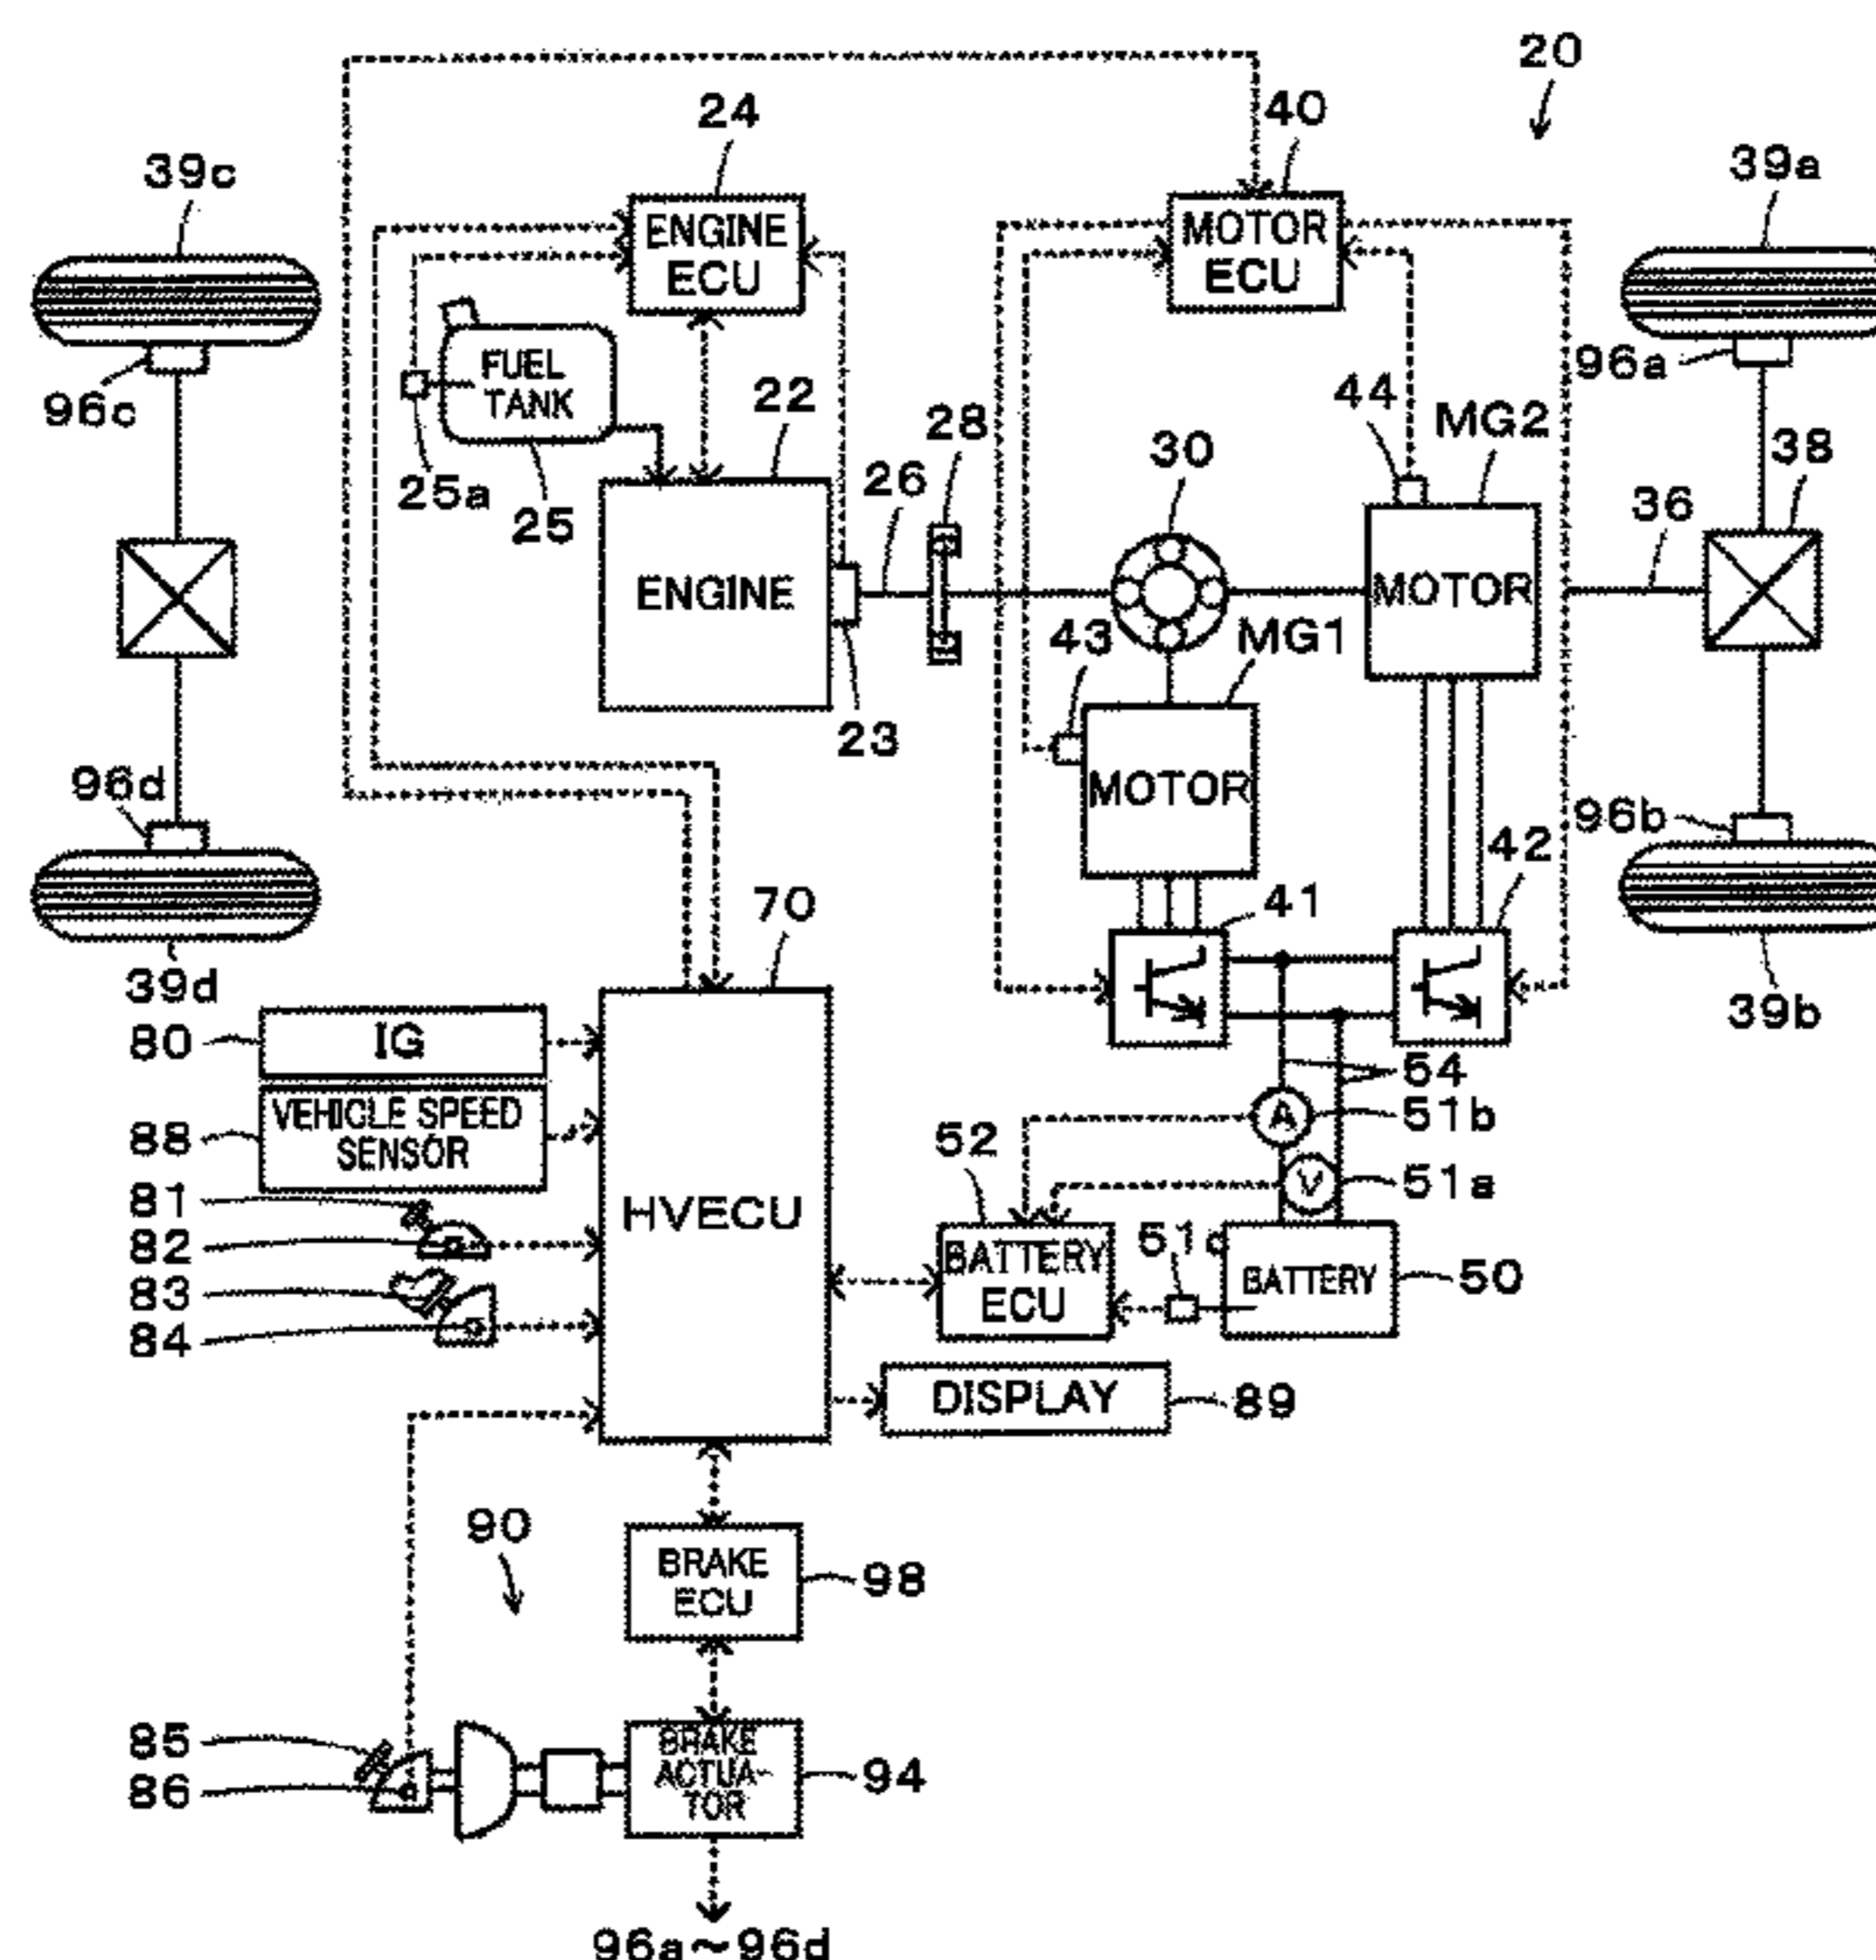 20
24
40
39c
39a
ENGINE
ECU
MOTOR
ECU
FUEL
TANK
96c
96a
22
44
MG2
28
30
38
25a
25
26
36
ENGINE
MOTOR
43
MG1
23
MOTOR
96d
96b
42
41
70
39d
39b
80
IG
54
88
VEHICLE SPEED
SENSOR
A
51b
52
V
51a
81
HVECU
82
BATTERY
ECU
51c
BATTERY
50
83
84
DISPLAY
89
90
BRAKE
ECU
98
85
86
BRAKE
ACTUA-
TOR
94
96a~96d